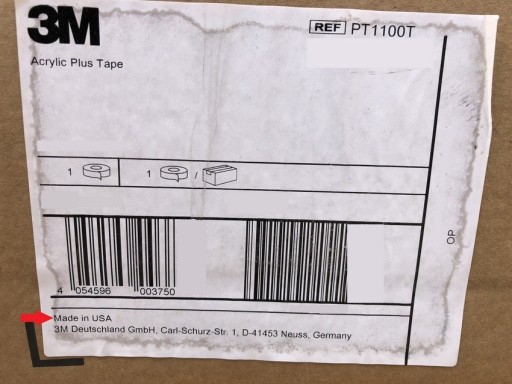 3M
REF PT1100T
Acrylic Plus Tape
1 1 /
OP
4 054596 003750
Made in USA
3M Deutschland GmbH, Carl-Schurz-Str. 1, D-41453 Neuss, Germany